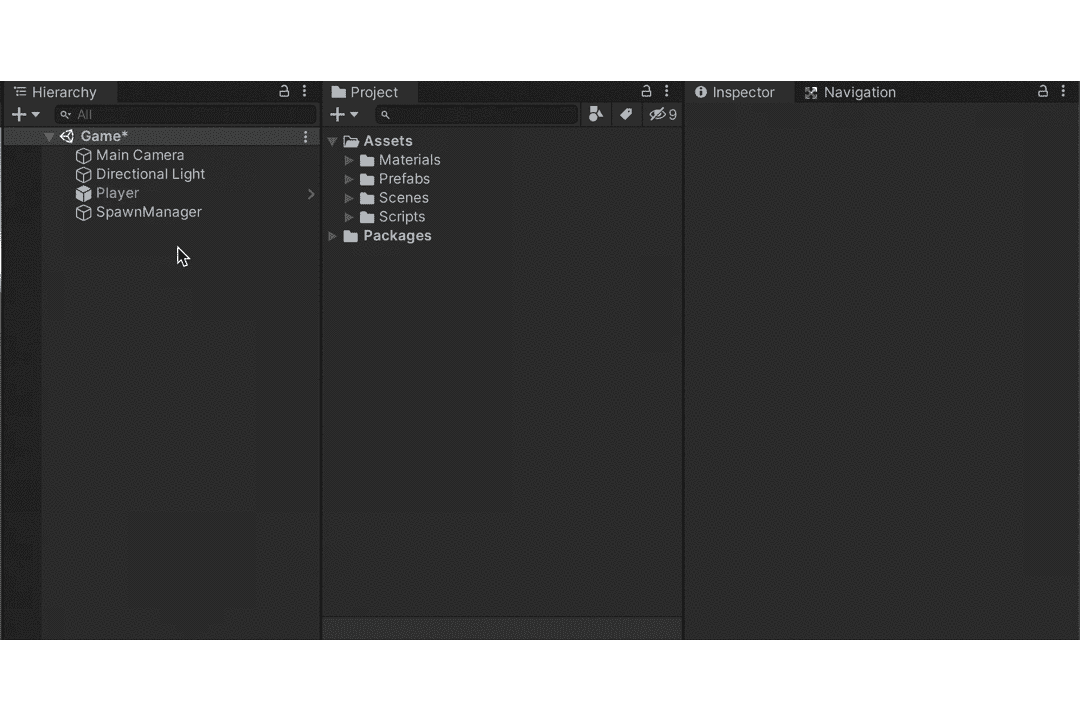 Hierarchy
All
Game*
Main Camera
Directional Light
Player
SpawnManager
Project
9
Assets
Materials
Prefabs
Scenes
Scripts
Packages
Inspector
Navigation